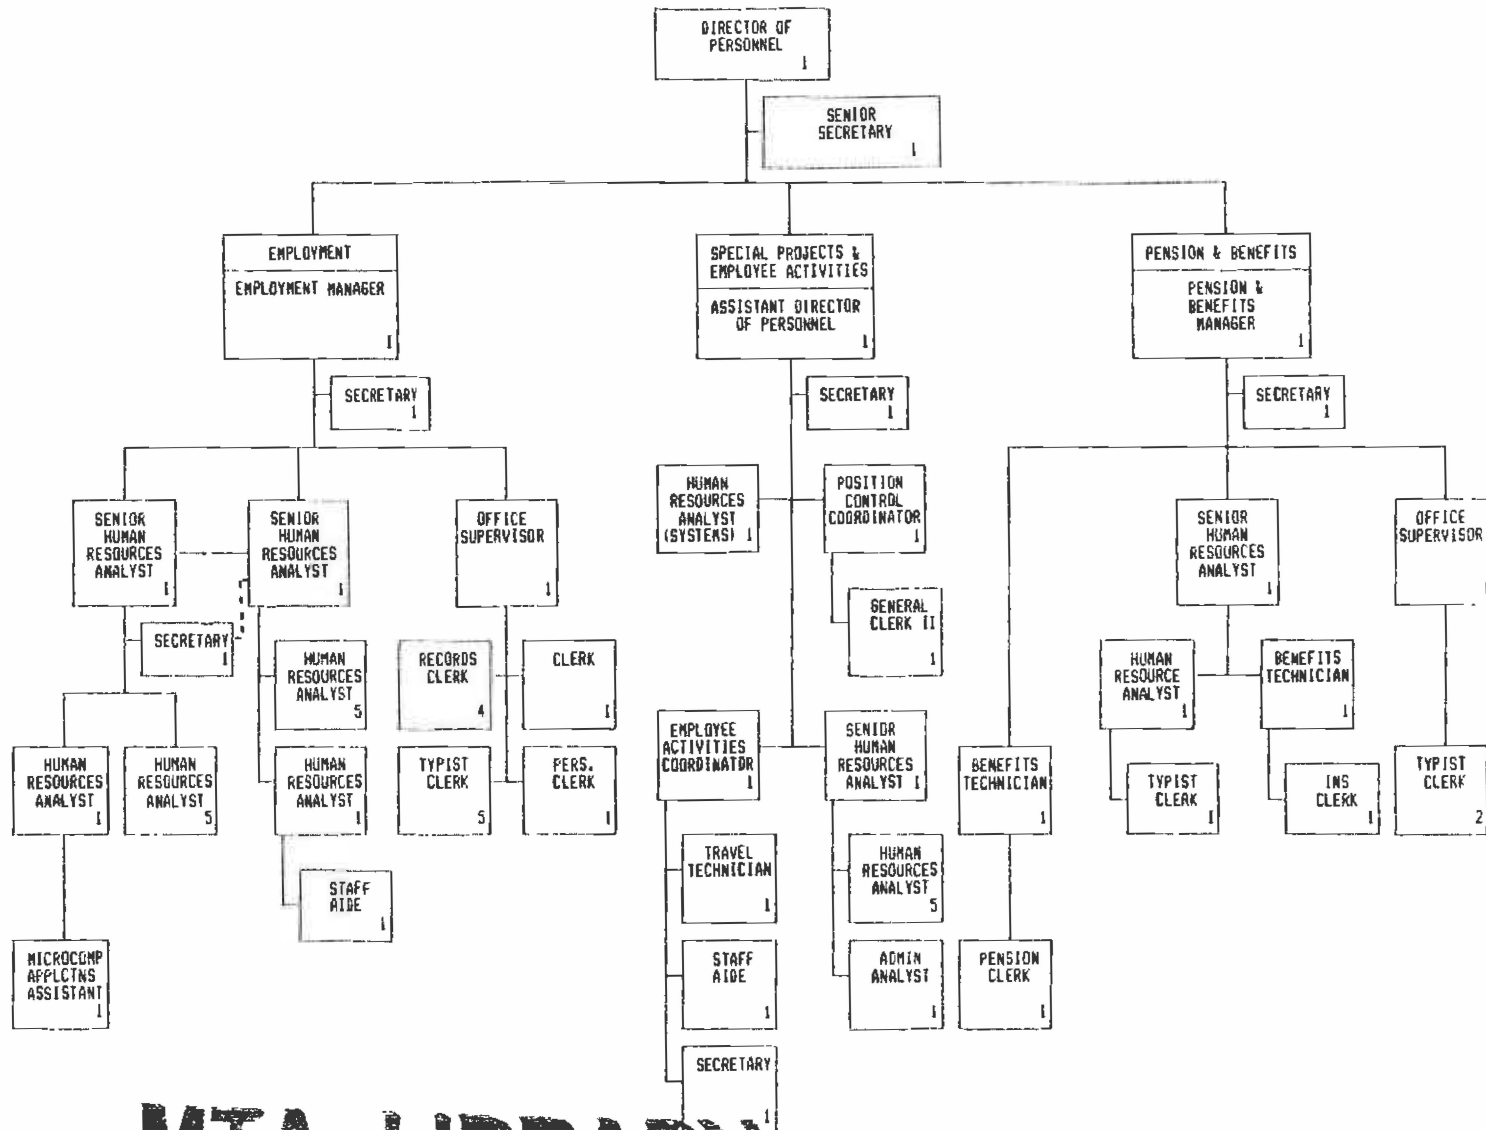 DIRECTOR OF
PERSONNEL
1
SENIOR
SECRETARY
1
EMPLOYMENT
EMPLOYMENT MANAGER
1
SECRETARY
1
SPECIAL PROJECTS &
EMPLOYEE ACTIVITIES
ASSISTANT DIRECTOR
OF PERSONNEL
1
SECRETARY
1
PENSION & BENEFITS
PENSION &
BENEFITS
MANAGER
1
SECRETARY
1
SENIOR
HUMAN
RESOURCES
ANALYST
1
SENIOR
HUMAN
RESOURCES
ANALYST
1
OFFICE
SUPERVISOR
1
SECRETARY
1
HUMAN
RESOURCES
ANALYST
5
RECORDS
CLERK
4
CLERK
1
HUMAN
RESOURCES
ANALYST
1
HUMAN
RESOURCES
ANALYST
5
HUMAN
RESOURCES
ANALYST
1
TYPIST
CLERK
5
PERS.
CLERK
1
STAFF
AIDE
1
MICROCOMP
APPLCTNS
ASSISTANT
1
HUMAN
RESOURCES
ANALYST
(SYSTEMS) 1
POSITION
CONTROL
COORDINATOR
1
GENERAL
CLERK II
1
EMPLOYEE
ACTIVITIES
COORDINATOR
1
SENIOR
HUMAN
RESOURCES
ANALYST 1
TRAVEL
TECHNICIAN
1
HUMAN
RESOURCES
ANALYST
5
STAFF
AIDE
1
ADMIN
ANALYST
1
SECRETARY
1
SENIOR
HUMAN
RESOURCES
ANALYST
1
OFFICE
SUPERVISOR
HUMAN
RESOURCE
ANALYST
1
BENEFITS
TECHNICIAN
1
BENEFITS
TECHNICIAN
1
TYPIST
CLERK
1
INS
CLERK
1
TYPIST
CLERK
2
PENSION
CLERK
1
MTA LIBRARY